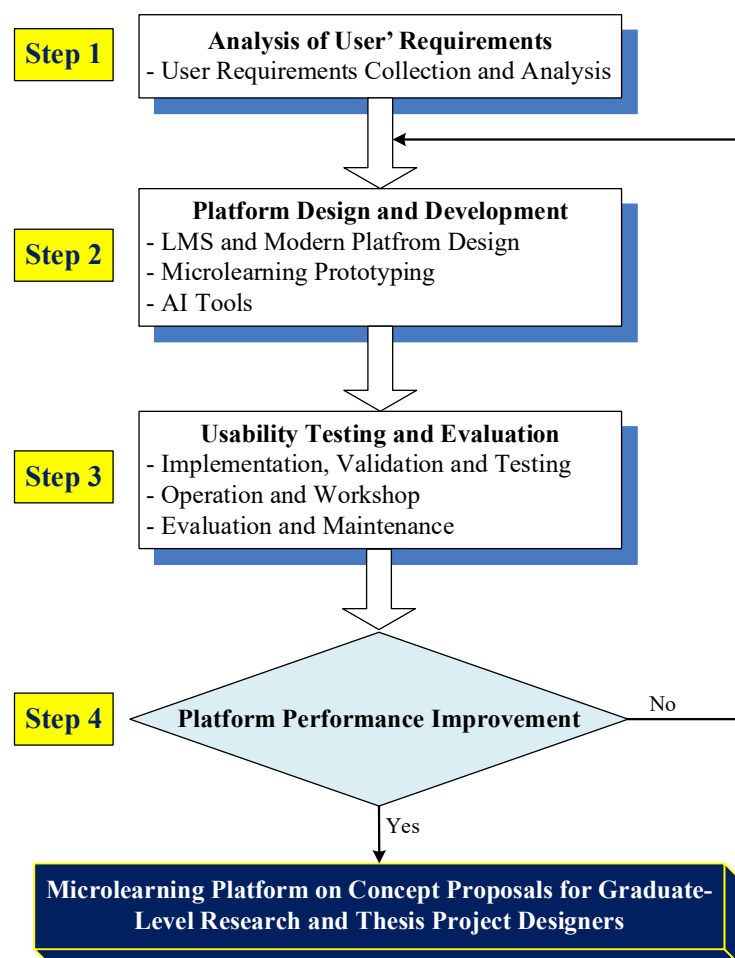 Step 1
Analysis of User’ Requirements
- User Requirements Collection and Analysis
Step 2
Platform Design and Development
- LMS and Modern Platfrom Design
- Microlearning Prototyping
- AI Tools
Step 3
Usability Testing and Evaluation
- Implementation, Validation and Testing
- Operation and Workshop
- Evaluation and Maintenance
Step 4
Platform Performance Improvement
No
Yes
Microlearning Platform on Concept Proposals for Graduate-
Level Research and Thesis Project Designers